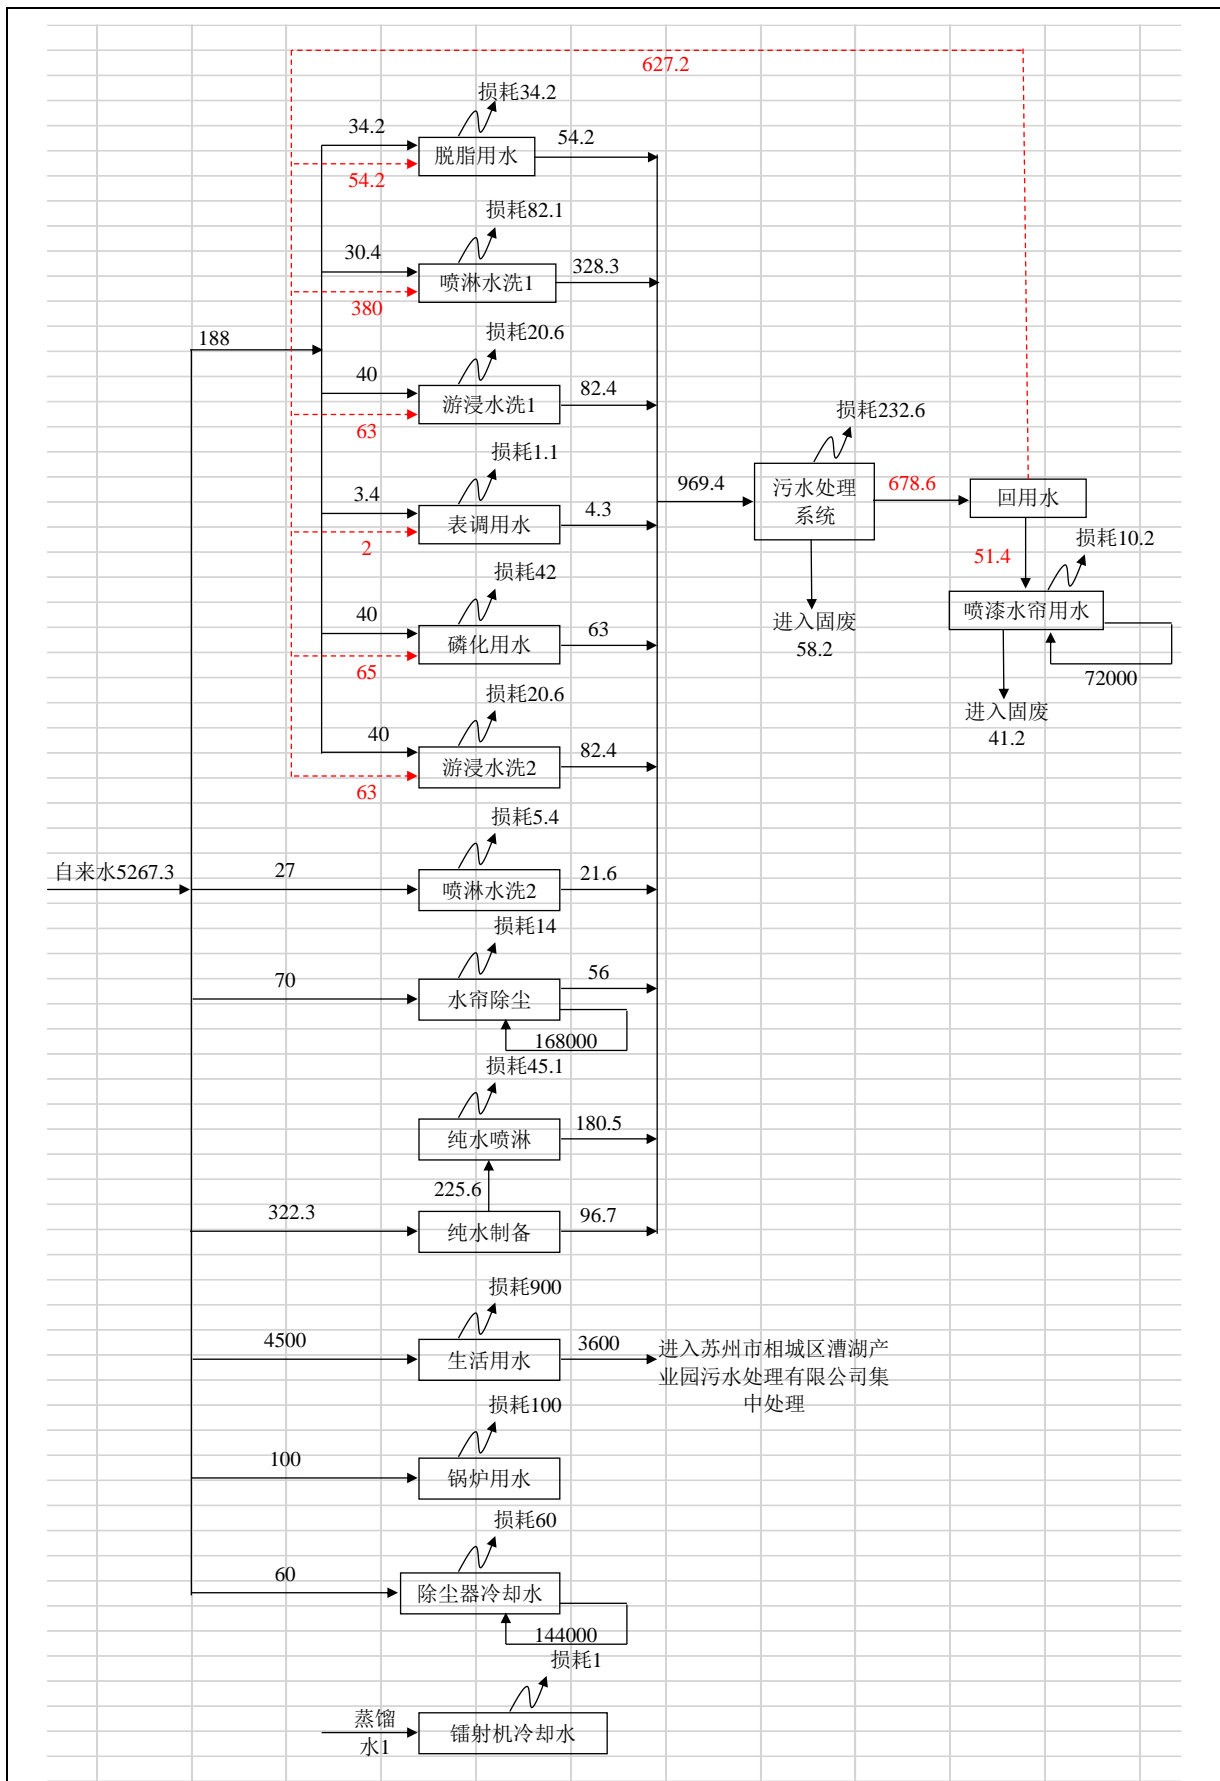 627.2
损耗34.2
34.2
脱脂用水
54.2
54.2
损耗82.1
30.4
喷淋水洗1
328.3
380
188
损耗20.6
40
游浸水洗1
82.4
63
损耗1.1
3.4
表调用水
4.3
2
损耗42
40
磷化用水
63
65
损耗20.6
40
游浸水洗2
82.4
63
969.4
损耗232.6
污水处理
系统
678.6
回用水
进入固废
58.2
51.4
损耗10.2
喷漆水帘用水
72000
进入固废
41.2
自来水5267.3
损耗5.4
27
喷淋水洗2
21.6
损耗14
70
水帘除尘
56
168000
损耗45.1
纯水喷淋
180.5
225.6
322.3
纯水制备
96.7
损耗900
4500
生活用水
3600
进入苏州市相城区漕湖产
业园污水处理有限公司集
中处理
损耗100
100
锅炉用水
损耗60
60
除尘器冷却水
144000
损耗1
蒸馏
水1
镭射机冷却水